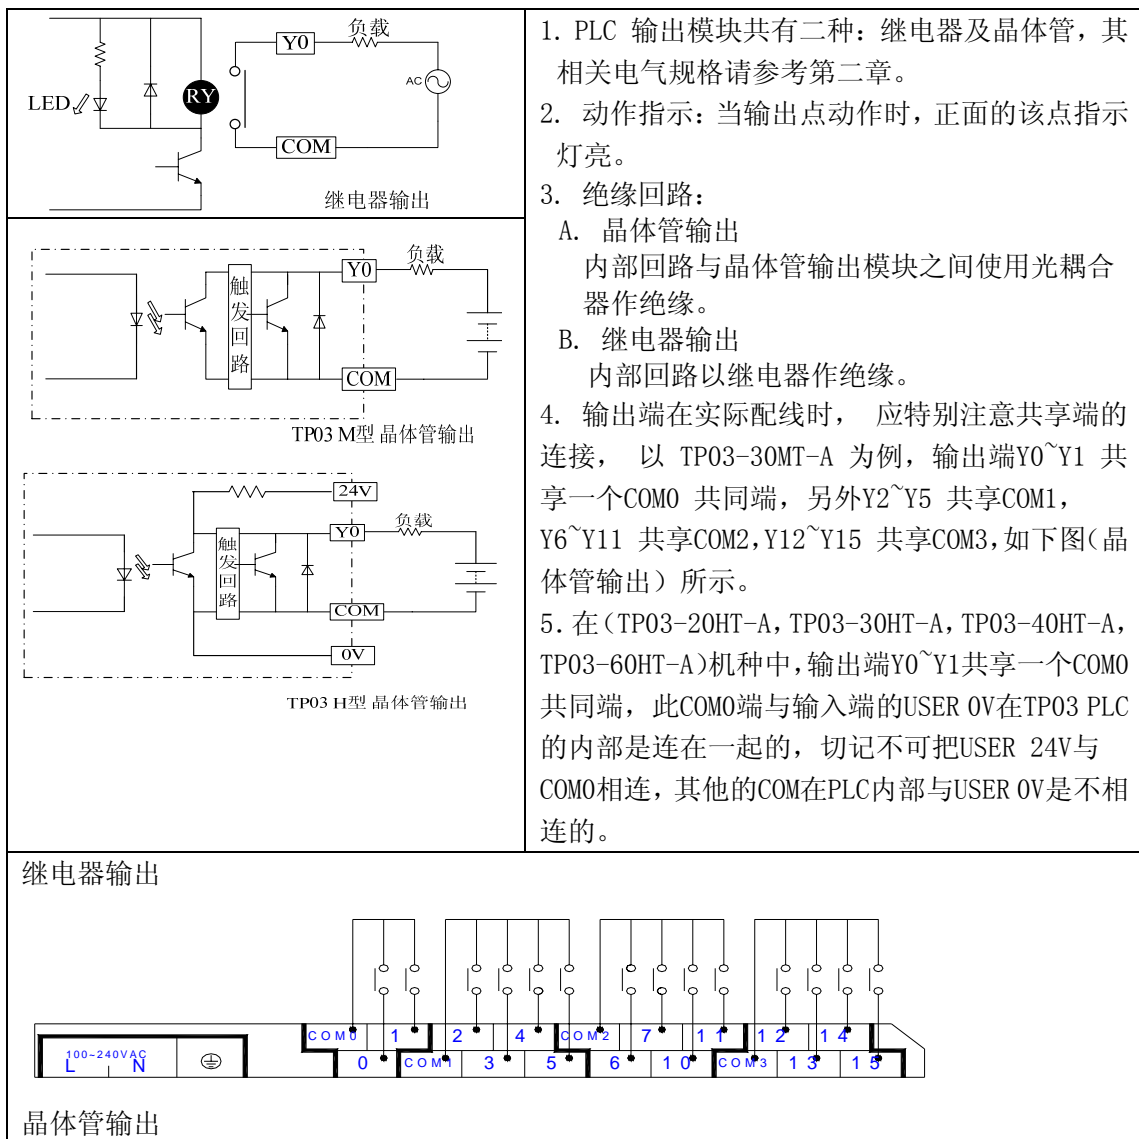 Y0
负载
AC
LED
RY
COM
继电器输出
负载
Y0
触
发
回
路
COM
TP03 M型 晶体管输出
24V
负载
Y0
触
发
回
路
COM
0V
TP03 H型 晶体管输出
1. PLC 输出模块共有二种：继电器及晶体管，其
相关电气规格请参考第二章。
2. 动作指示：当输出点动作时，正面的该点指示
灯亮。
3. 绝缘回路：
A. 晶体管输出
内部回路与晶体管输出模块之间使用光耦合
器作绝缘。
B. 继电器输出
内部回路以继电器作绝缘。
4. 输出端在实际配线时， 应特别注意共享端的
连接， 以 TP03-30MT-A 为例，输出端Y0~Y1 共
享一个COM0 共同端，另外Y2~Y5 共享COM1，
Y6~Y11 共享COM2,Y12~Y15 共享COM3,如下图(晶
体管输出）所示。
5.在(TP03-20HT-A,TP03-30HT-A,TP03-40HT-A,
TP03-60HT-A)机种中,输出端Y0~Y1共享一个COM0
共同端，此COM0端与输入端的USER 0V在TP03 PLC
的内部是连在一起的，切记不可把USER 24V与
COM0相连,其他的COM在PLC内部与USER 0V是不相
连的。
继电器输出
COM0 1 2 4 COM2 7 11 12 14
100~240VAC
L N 0 COM1 3 5 6 10 COM3 13 15
晶体管输出